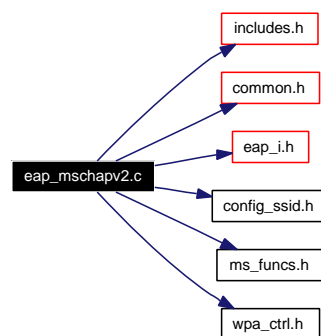 includes.h
common.h
eap_i.h
eap_mschapv2.c
config_ssid.h
ms_funcs.h
wpa_ctrl.h